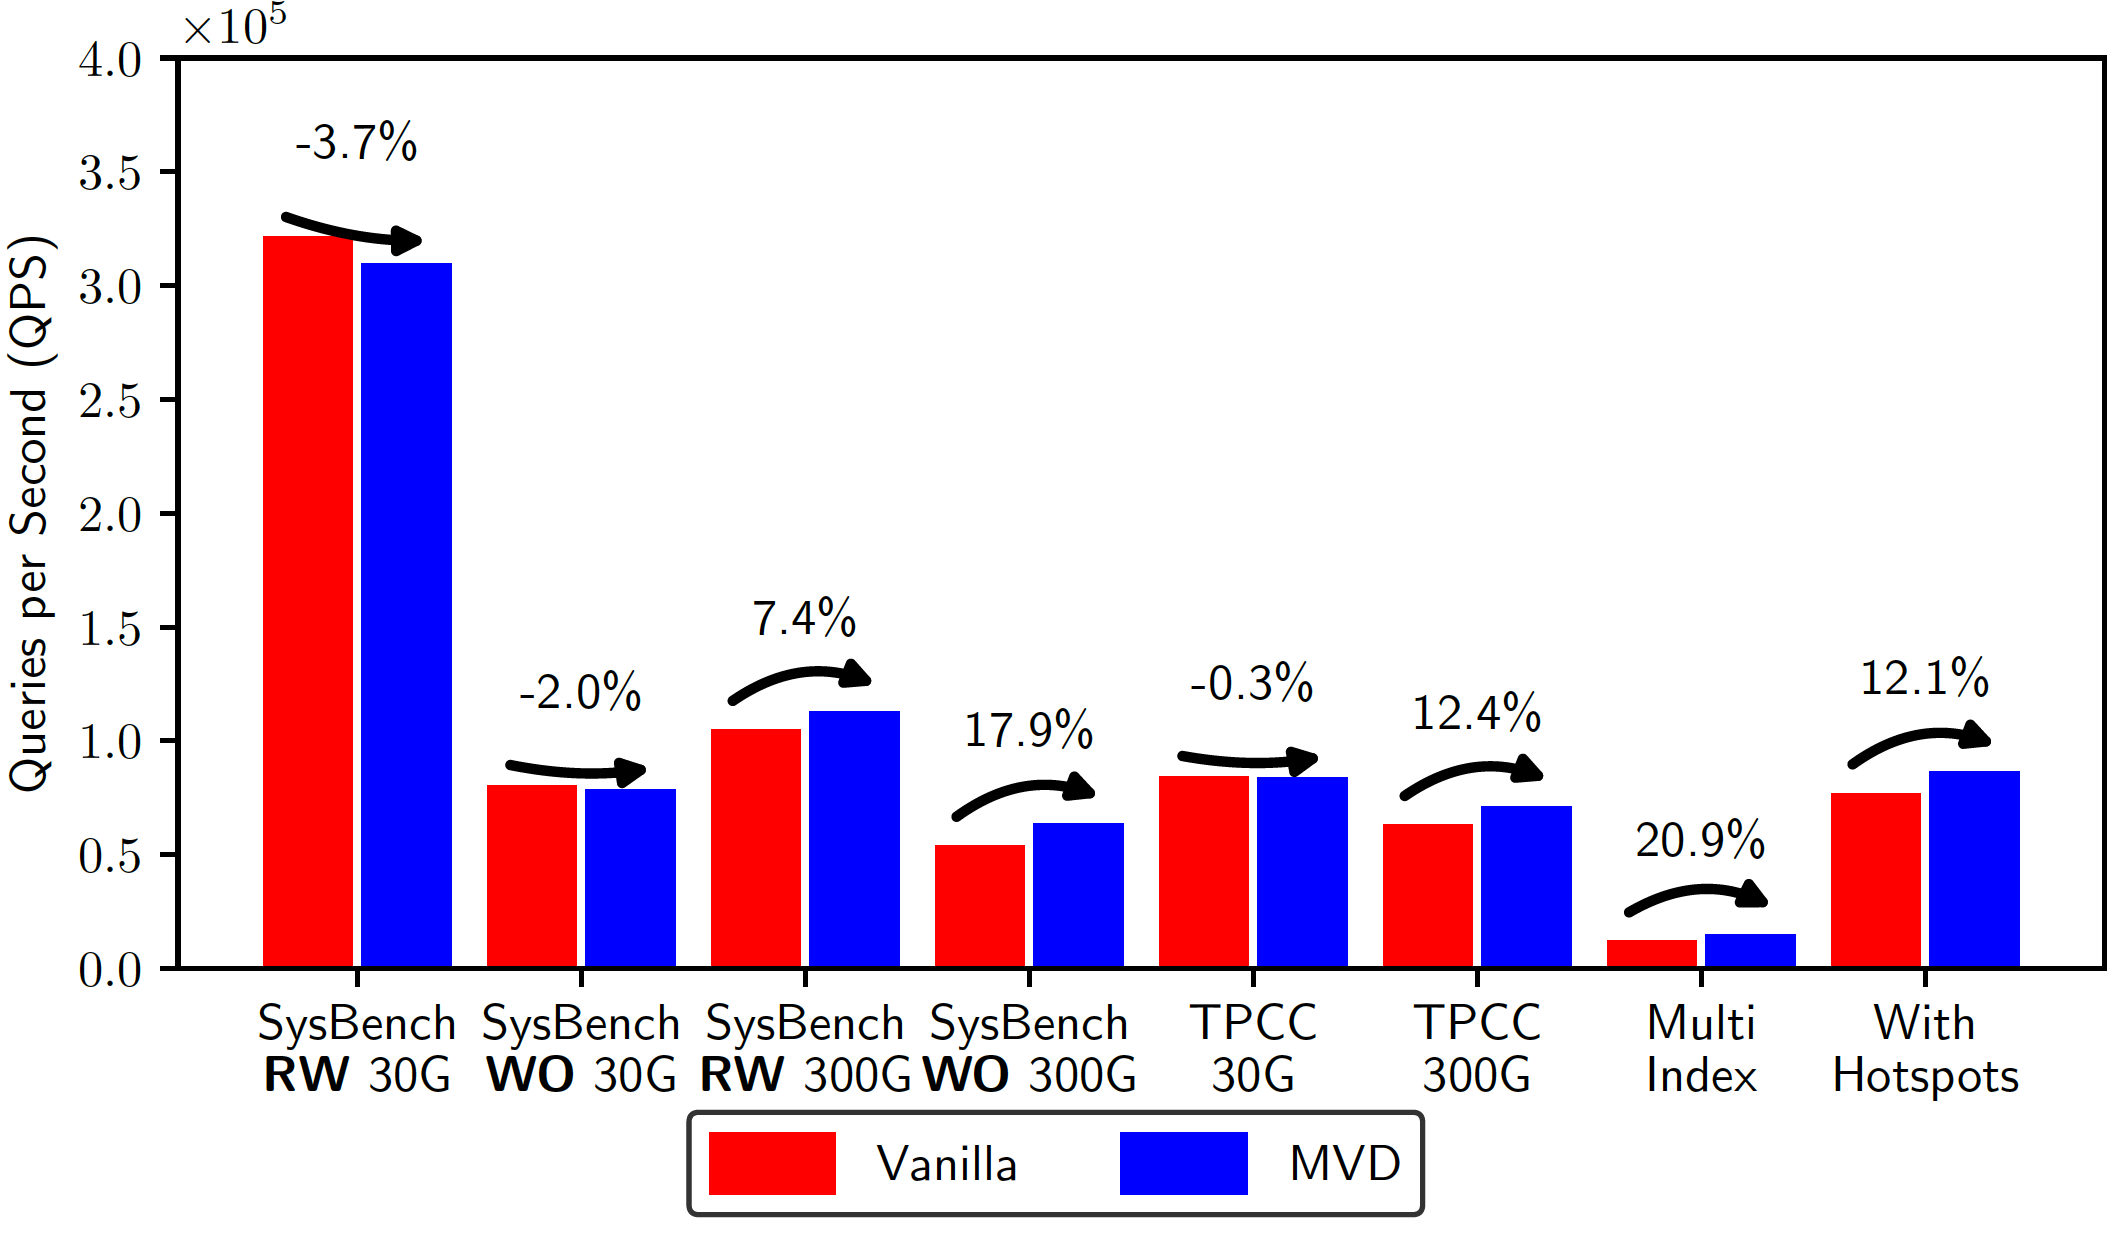 ×10⁵
4.0
3.5
3.0
2.5
2.0
1.5
1.0
0.5
0.0
Queries per Second (QPS)
-3.7%
-2.0%
7.4%
17.9%
-0.3%
12.4%
20.9%
12.1%
SysBench
RW 30G
SysBench
WO 30G
SysBench
RW 300G
SysBench
WO 300G
TPCC
30G
TPCC
300G
Multi
Index
With
Hotspots
Vanilla
MVD